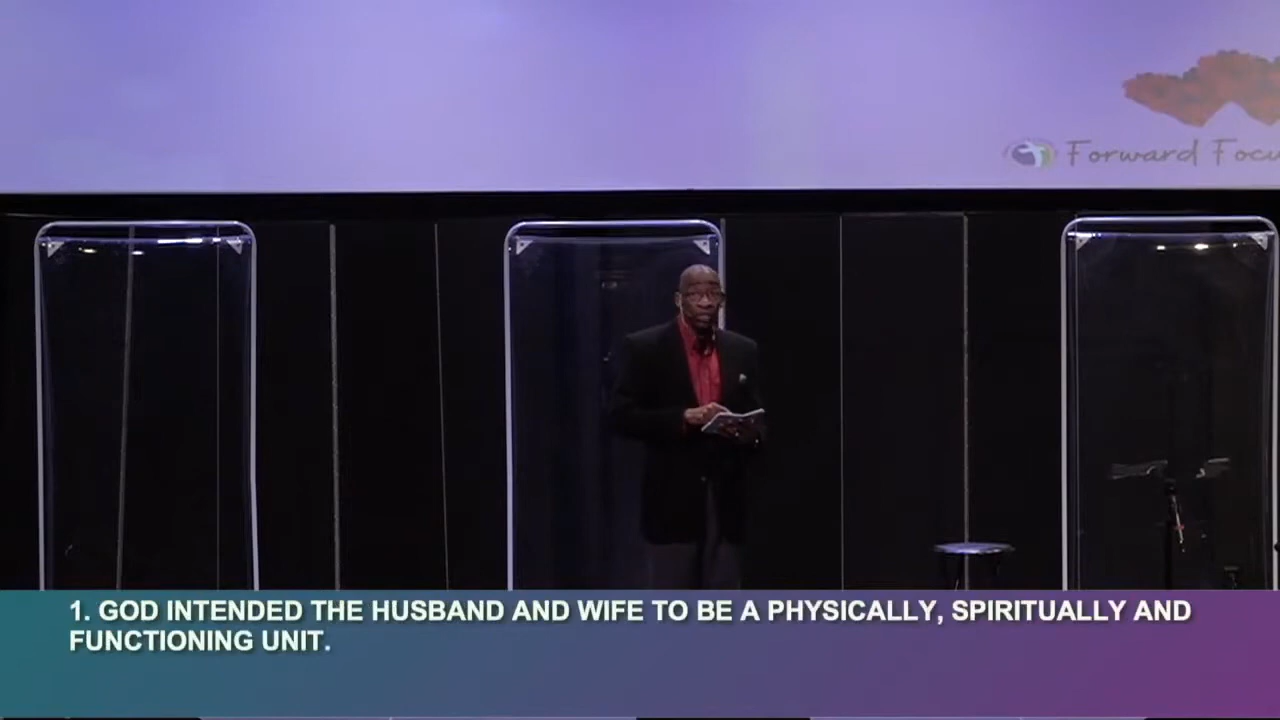 Forward Focu
1. GOD INTENDED THE HUSBAND AND WIFE TO BE A PHYSICALLY, SPIRITUALLY AND
FUNCTIONING UNIT.